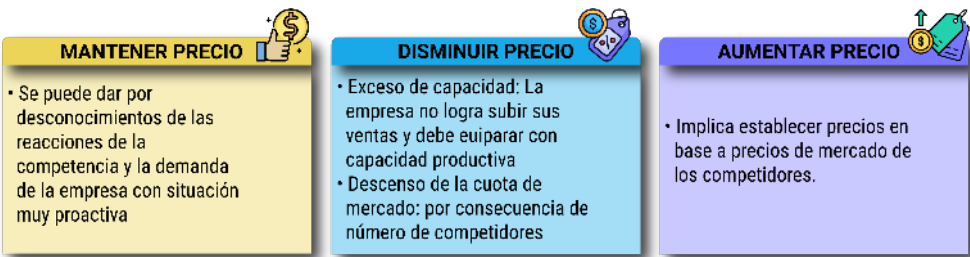 MANTENER PRECIO
• Se puede dar por
desconocimientos de las
reacciones de la
competencia y la demanda
de la empresa con situación
muy proactiva
DISMINUIR PRECIO
• Exceso de capacidad: La
empresa no logra subir sus
ventas y debe euiparar con
capacidad productiva
• Descenso de la cuota de
mercado: por consecuencia de
número de competidores
AUMENTAR PRECIO
• Implica establecer precios en
base a precios de mercado de
los competidores.